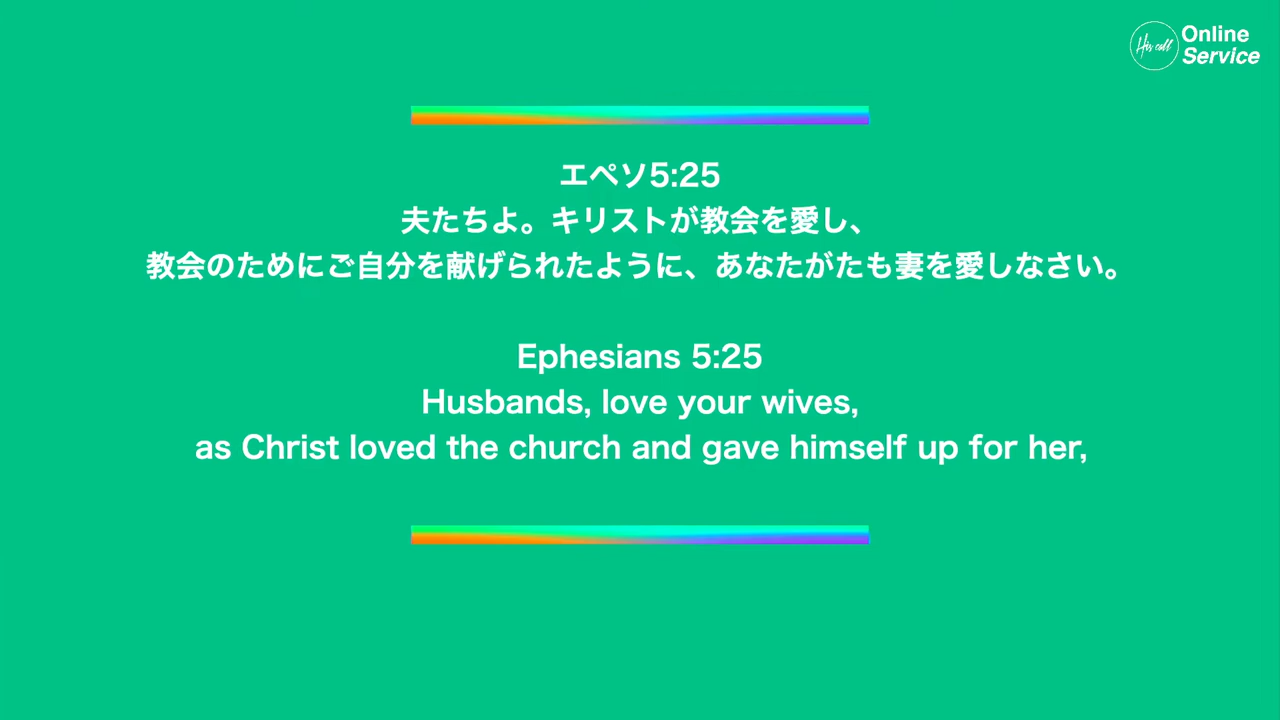 His call
Online
Service
エペソ5:25
夫たちよ。キリストが教会を愛し、
教会のためにご自分を献げられたように、あなたがたも妻を愛しなさい。
Ephesians 5:25
Husbands, love your wives,
as Christ loved the church and gave himself up for her,